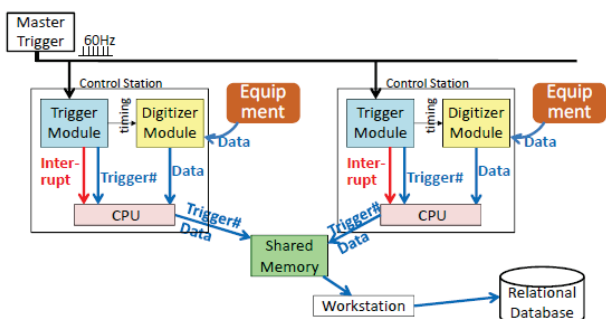 Master
Trigger
60Hz
Control Station
Trigger
Module
timing
Digitizer
Module
Equip
ment
Data
Inter-
rupt
Trigger#
Data
CPU
Trigger#
Data
Control Station
Trigger
Module
timing
Digitizer
Module
Equip
ment
Data
Inter-
rupt
Trigger#
Data
CPU
Trigger#
Data
Shared
Memory
Workstation
Relational
Database